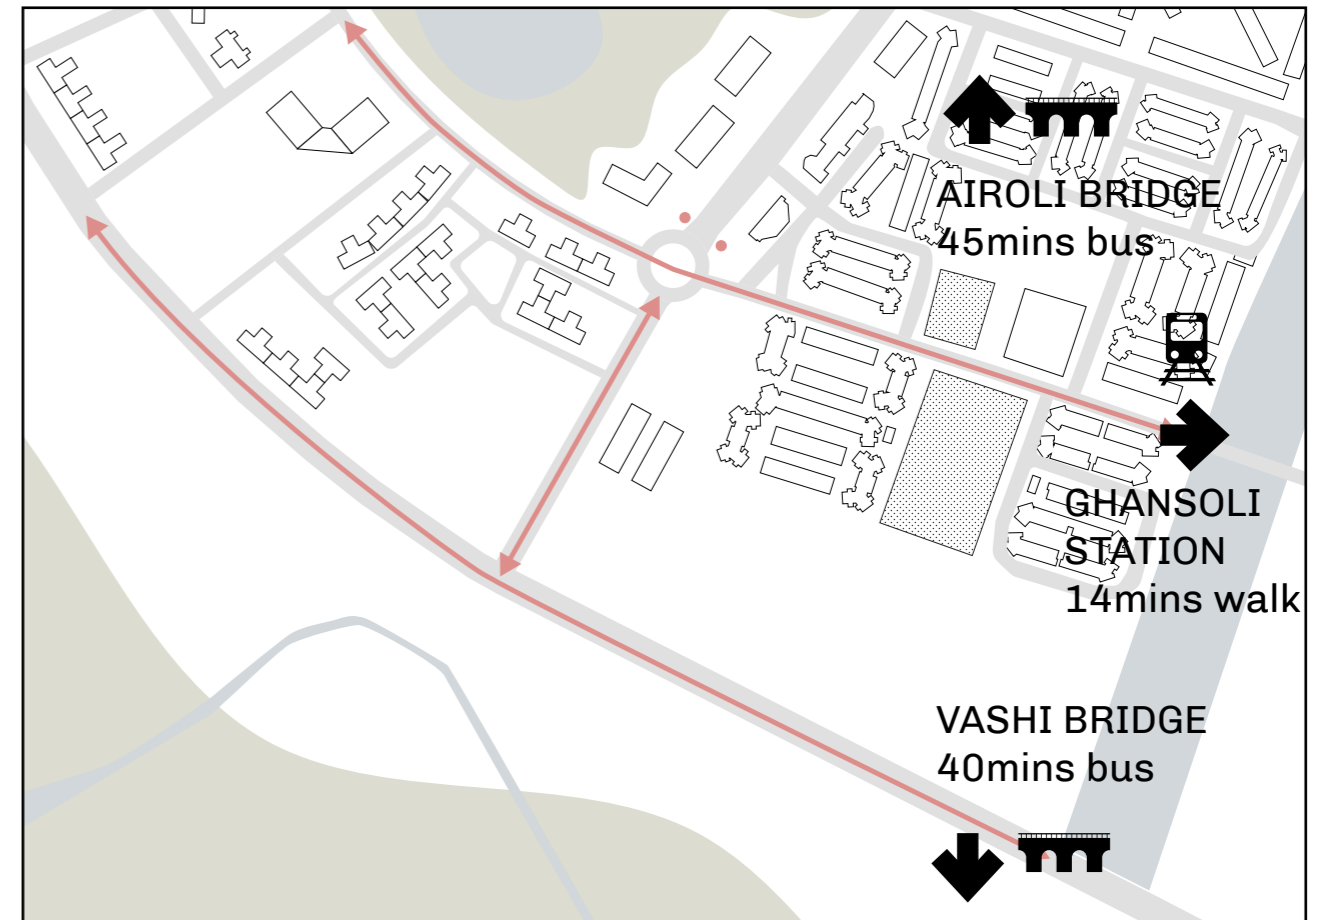 AIROLI BRIDGE
45mins bus
GHANSOLI
STATION
14mins walk
VASHI BRIDGE
40mins bus